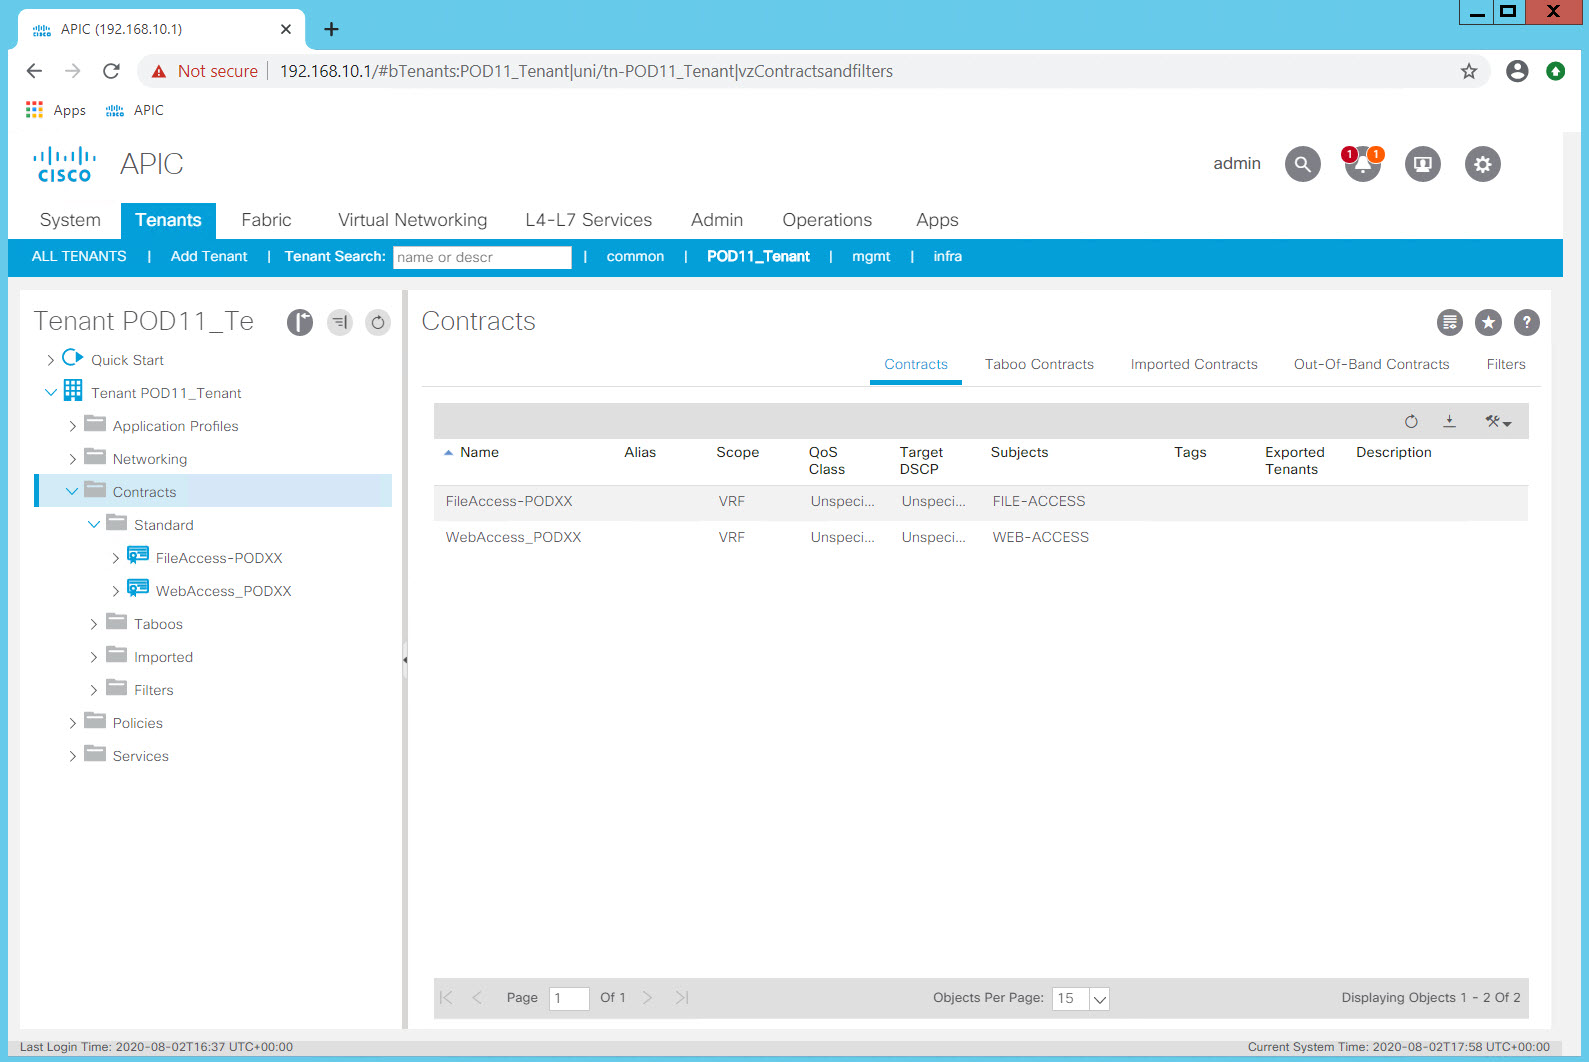 APIC (192.168.10.1)
Not secure 192.168.10.1/#bTenants:POD11_Tenant|uni/tn-POD11_Tenant|vzContractsandfilters
Apps APIC
CISCO APIC
admin 1 1
System Tenants Fabric Virtual Networking L4-L7 Services Admin Operations Apps
ALL TENANTS | Add Tenant | Tenant Search: name or descr | common | POD11_Tenant | mgmt | infra
Tenant POD11_Te
Quick Start
Tenant POD11_Tenant
Application Profiles
Networking
Contracts
Standard
FileAccess-PODXX
WebAccess_PODXX
Taboos
Imported
Filters
Policies
Services
Contracts
Contracts Taboo Contracts Imported Contracts Out-Of-Band Contracts Filters
Name Alias Scope QoS Class Target DSCP Subjects Tags Exported Tenants Description
FileAccess-PODXX VRF Unspeci... Unspeci... FILE-ACCESS
WebAccess_PODXX VRF Unspeci... Unspeci... WEB-ACCESS
Page 1 Of 1 Objects Per Page: 15 Displaying Objects 1 - 2 Of 2
Last Login Time: 2020-08-02T16:37 UTC+00:00 Current System Time: 2020-08-02T17:58 UTC+00:00